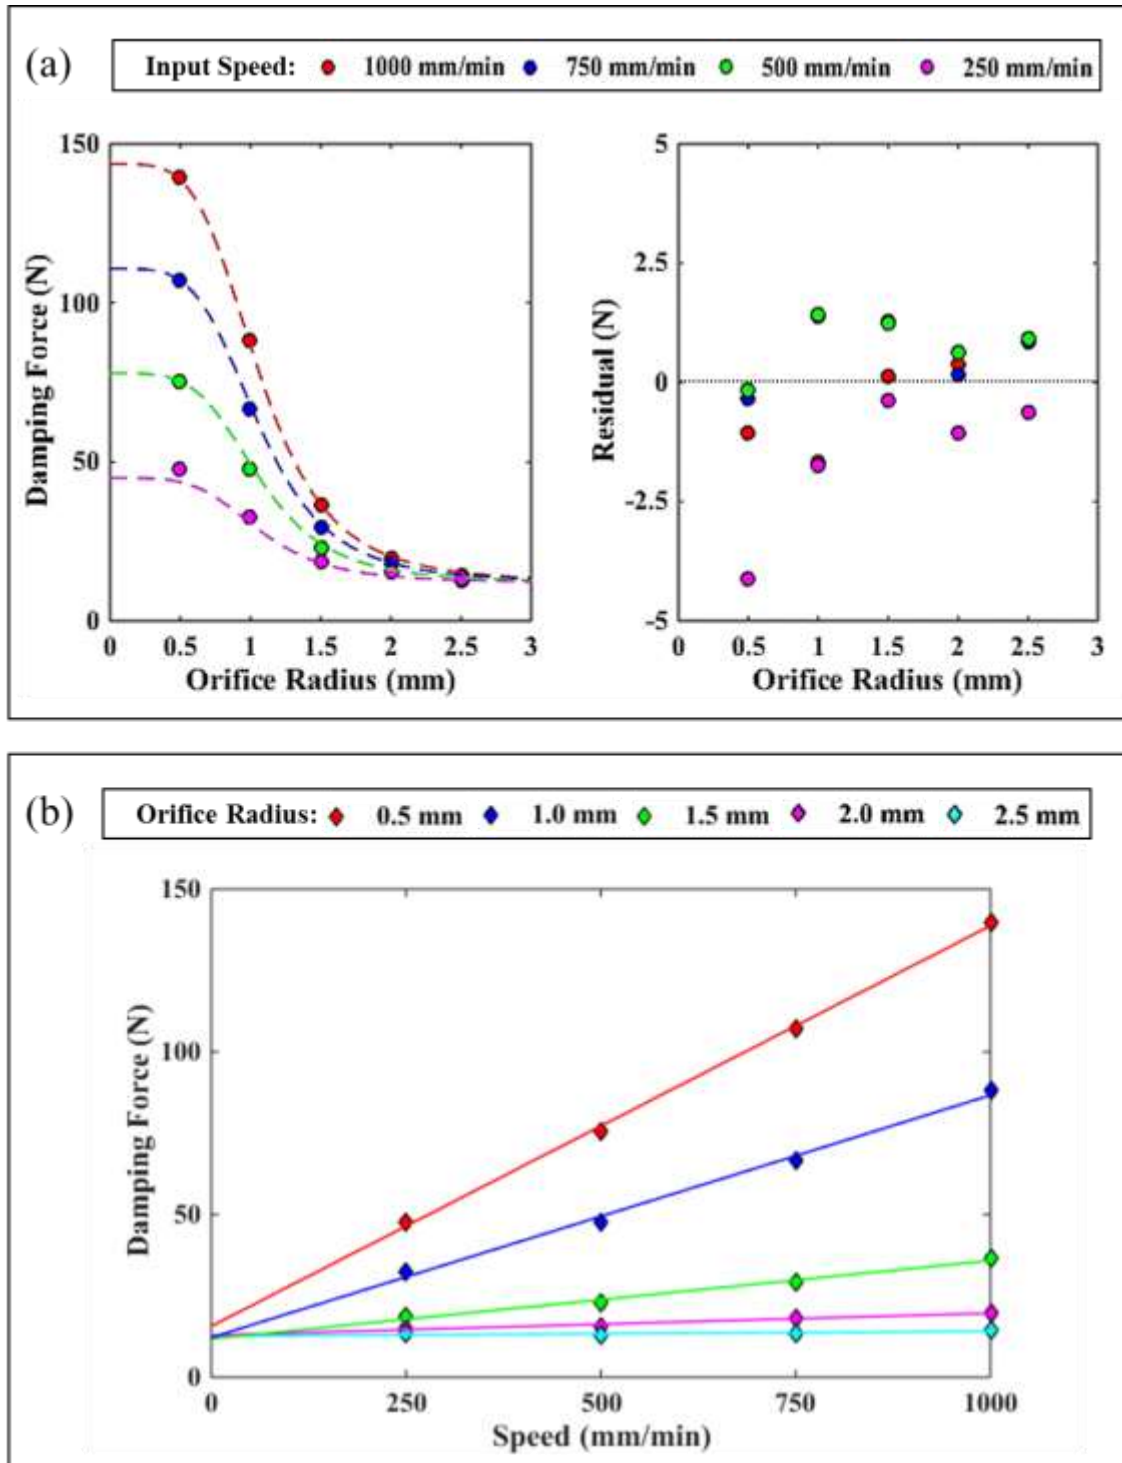 (a)
Input Speed: 1000 mm/min 750 mm/min 500 mm/min 250 mm/min
150
100
50
0
Damping Force (N)
0 0.5 1 1.5 2 2.5 3
Orifice Radius (mm)
5
2.5
0
-2.5
-5
Residual (N)
0 0.5 1 1.5 2 2.5 3
Orifice Radius (mm)
(b)
Orifice Radius: 0.5 mm 1.0 mm 1.5 mm 2.0 mm 2.5 mm
150
100
50
0
Damping Force (N)
0 250 500 750 1000
Speed (mm/min)